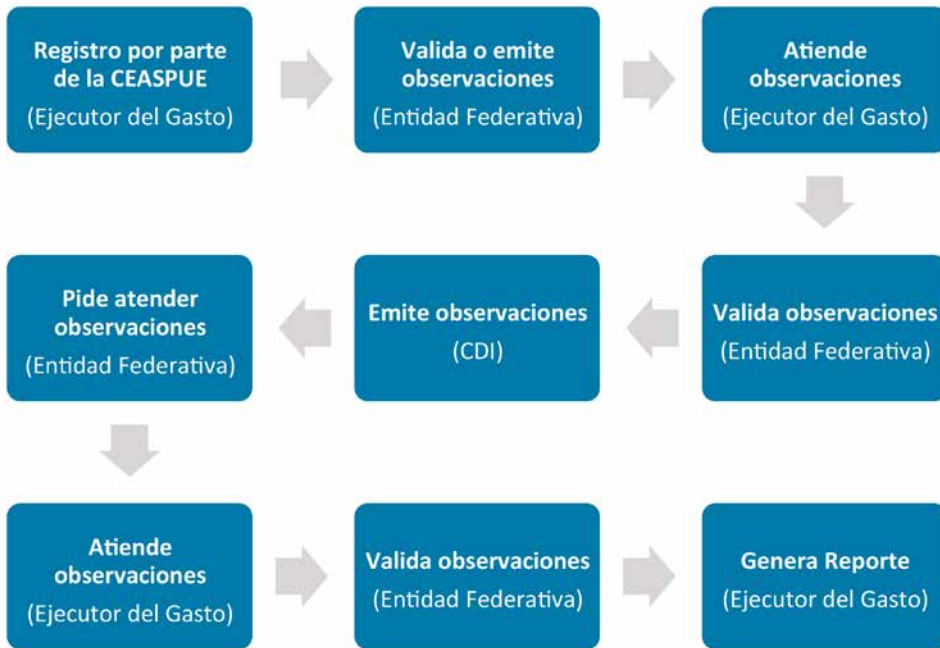 Registro por parte
de la CEASPUE
(Ejecutor del Gasto)
Valida o emite
observaciones
(Entidad Federativa)
Atiende
observaciones
(Ejecutor del Gasto)
Valida observaciones
(Entidad Federativa)
Emite observaciones
(CDI)
Pide atender
observaciones
(Entidad Federativa)
Atiende
observaciones
(Ejecutor del Gasto)
Valida observaciones
(Entidad Federativa)
Genera Reporte
(Ejecutor del Gasto)